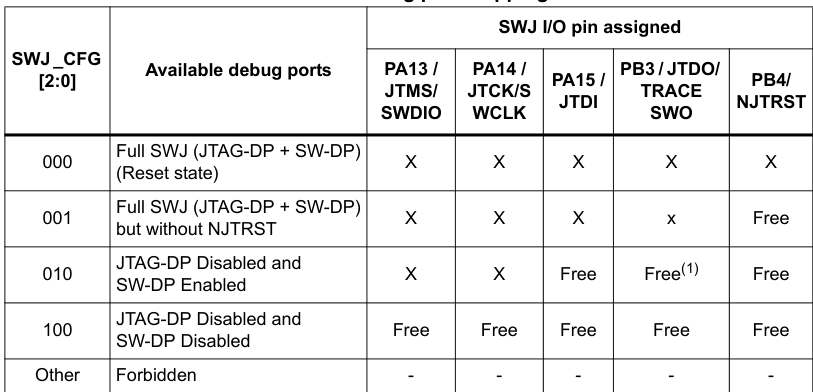 SWJ I/O pin assigned
SWJ_CFG
[2:0]
Available debug ports
PA13 /
JTMS/
SWDIO
PA14 /
JTCK/S
WCLK
PA15 /
JTDI
PB3 / JTDO/
TRACE
SWO
PB4/
NJTRST
000
Full SWJ (JTAG-DP + SW-DP)
(Reset state)
X X X X X
001
Full SWJ (JTAG-DP + SW-DP)
but without NJTRST
X X X x Free
010
JTAG-DP Disabled and
SW-DP Enabled
X X Free Free(1) Free
100
JTAG-DP Disabled and
SW-DP Disabled
Free Free Free Free Free
Other Forbidden - - - - -